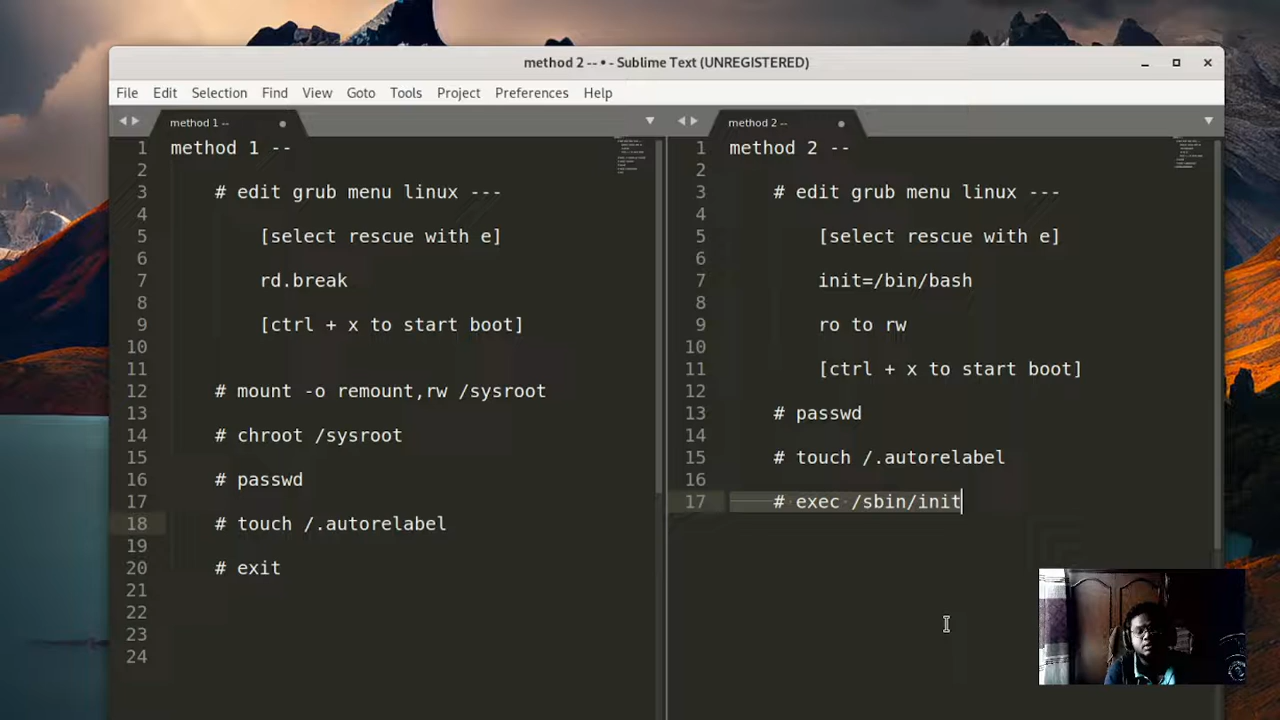 method 2 -- • - Sublime Text (UNREGISTERED)
File Edit Selection Find View Goto Tools Project Preferences Help
method 1 --
1 method 1 --
2
3 # edit grub menu linux ---
4
5 [select rescue with e]
6
7 rd.break
8
9 [ctrl + x to start boot]
10
11
12 # mount -o remount,rw /sysroot
13
14 # chroot /sysroot
15
16 # passwd
17
18 # touch /.autorelabel
19
20 # exit
21
22
23
24
method 2 --
1 method 2 --
2
3 # edit grub menu linux ---
4
5 [select rescue with e]
6
7 init=/bin/bash
8
9 ro to rw
10
11 [ctrl + x to start boot]
12
13 # passwd
14
15 # touch /.autorelabel
16
17 # exec /sbin/init